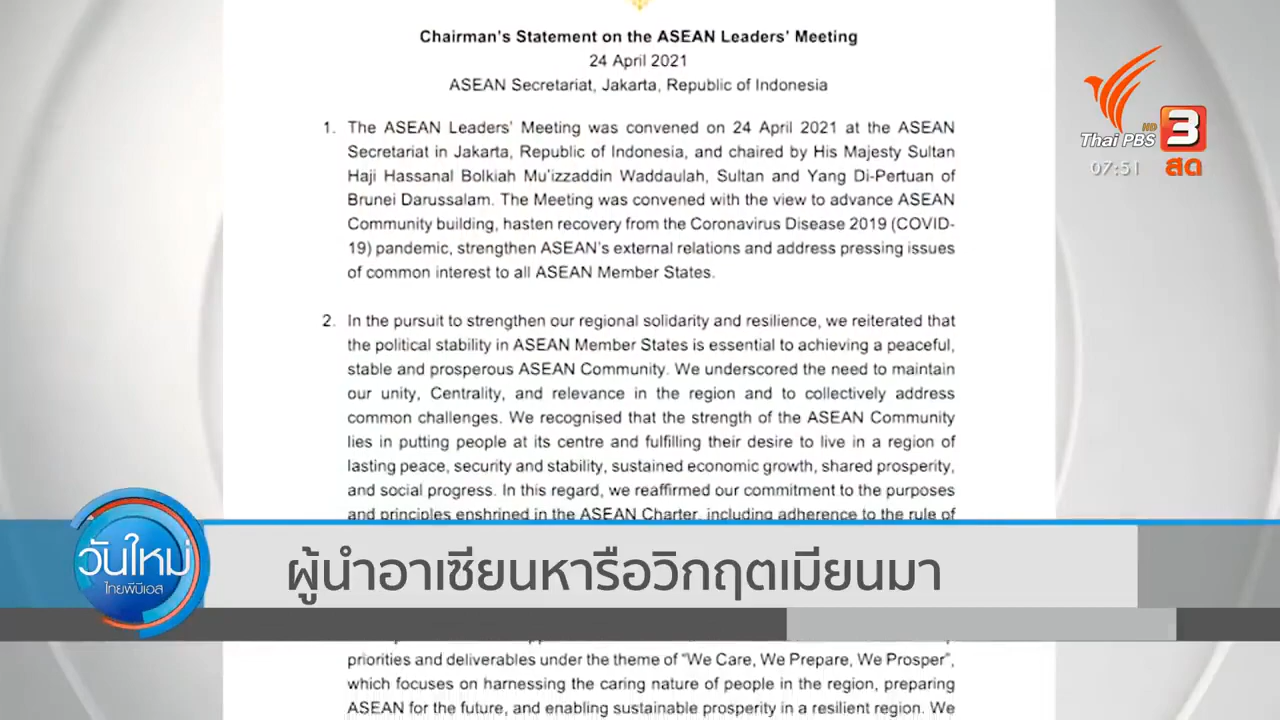 Chairman's Statement on the ASEAN Leaders' Meeting
24 April 2021
ASEAN Secretariat, Jakarta, Republic of Indonesia
1. The ASEAN Leaders' Meeting was convened on 24 April 2021 at the ASEAN
Secretariat in Jakarta, Republic of Indonesia, and chaired by His Majesty Sultan
Haji Hassanal Bolkiah Mu'izzaddin Waddaulah, Sultan and Yang Di-Pertuan of
Brunei Darussalam. The Meeting was convened with the view to advance ASEAN
Community building, hasten recovery from the Coronavirus Disease 2019 (COVID-
19) pandemic, strengthen ASEAN's external relations and address pressing issues
of common interest to all ASEAN Member States.
2. In the pursuit to strengthen our regional solidarity and resilience, we reiterated that
the political stability in ASEAN Member States is essential to achieving a peaceful,
stable and prosperous ASEAN Community. We underscored the need to maintain
our unity, Centrality, and relevance in the region and to collectively address
common challenges. We recognised that the strength of the ASEAN Community
lies in putting people at its centre and fulfilling their desire to live in a region of
lasting peace, security and stability, sustained economic growth, shared prosperity,
and social progress. In this regard, we reaffirmed our commitment to the purposes
and principles enshrined in the ASEAN Charter, including adherence to the rule of
priorities and deliverables under the theme of "We Care, We Prepare, We Prosper",
which focuses on harnessing the caring nature of people in the region, preparing
ASEAN for the future, and enabling sustainable prosperity in a resilient region. We
Thai PBS HD 3
07:51 สด
วันใหม่
ไทยพีบีเอส
ผู้นำอาเซียนหารือวิกฤตเมียนมา